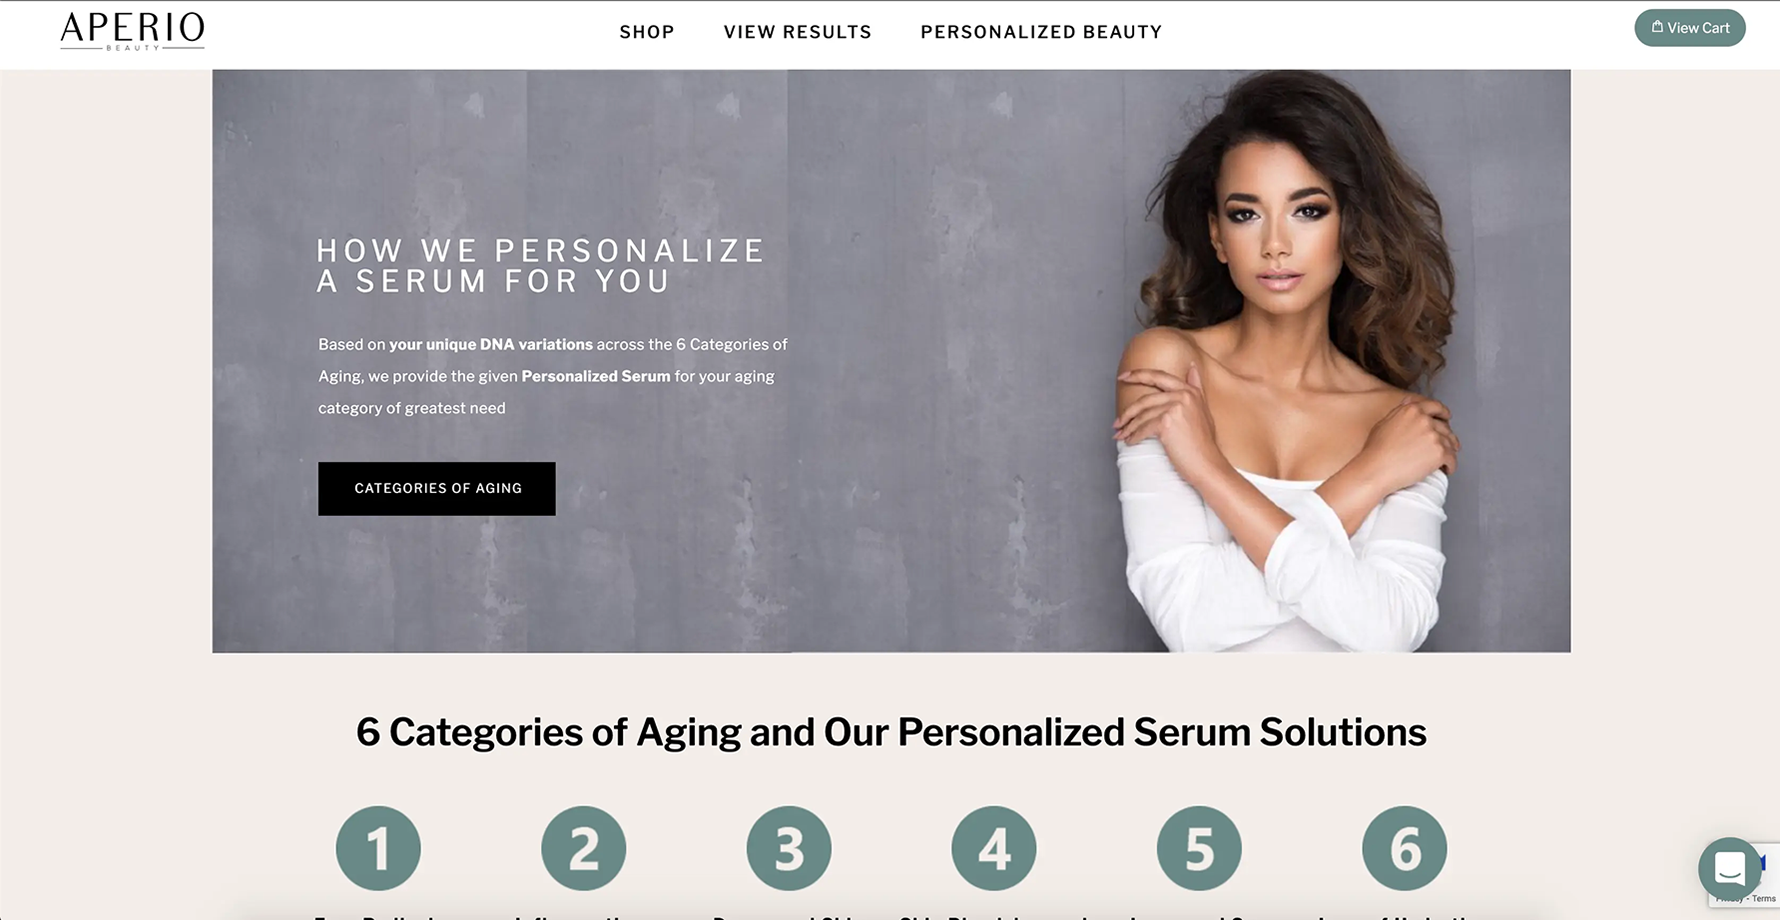 APERIO
BEAUTY
SHOP
VIEW RESULTS
PERSONALIZED BEAUTY
View Cart
HOW WE PERSONALIZE
A SERUM FOR YOU
Based on your unique DNA variations across the 6 Categories of
Aging, we provide the given Personalized Serum for your aging
category of greatest need
CATEGORIES OF AGING
6 Categories of Aging and Our Personalized Serum Solutions
1
2
3
4
5
6
Privacy - Terms